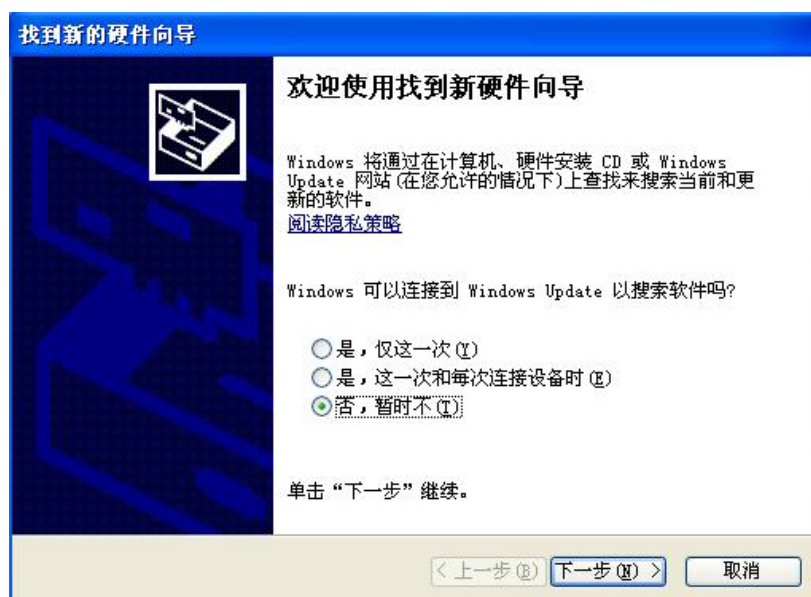 找到新的硬件向导
欢迎使用找到新硬件向导
Windows 将通过在计算机、硬件安装 CD 或 Windows
Update 网站(在您允许的情况下)上查找来搜索当前和更
新的软件。
阅读隐私策略
Windows 可以连接到 Windows Update 以搜索软件吗?
是，仅这一次(Y)
是，这一次和每次连接设备时(E)
否，暂时不(T)
单击“下一步”继续。
< 上一步(B) 下一步(N) > 取消